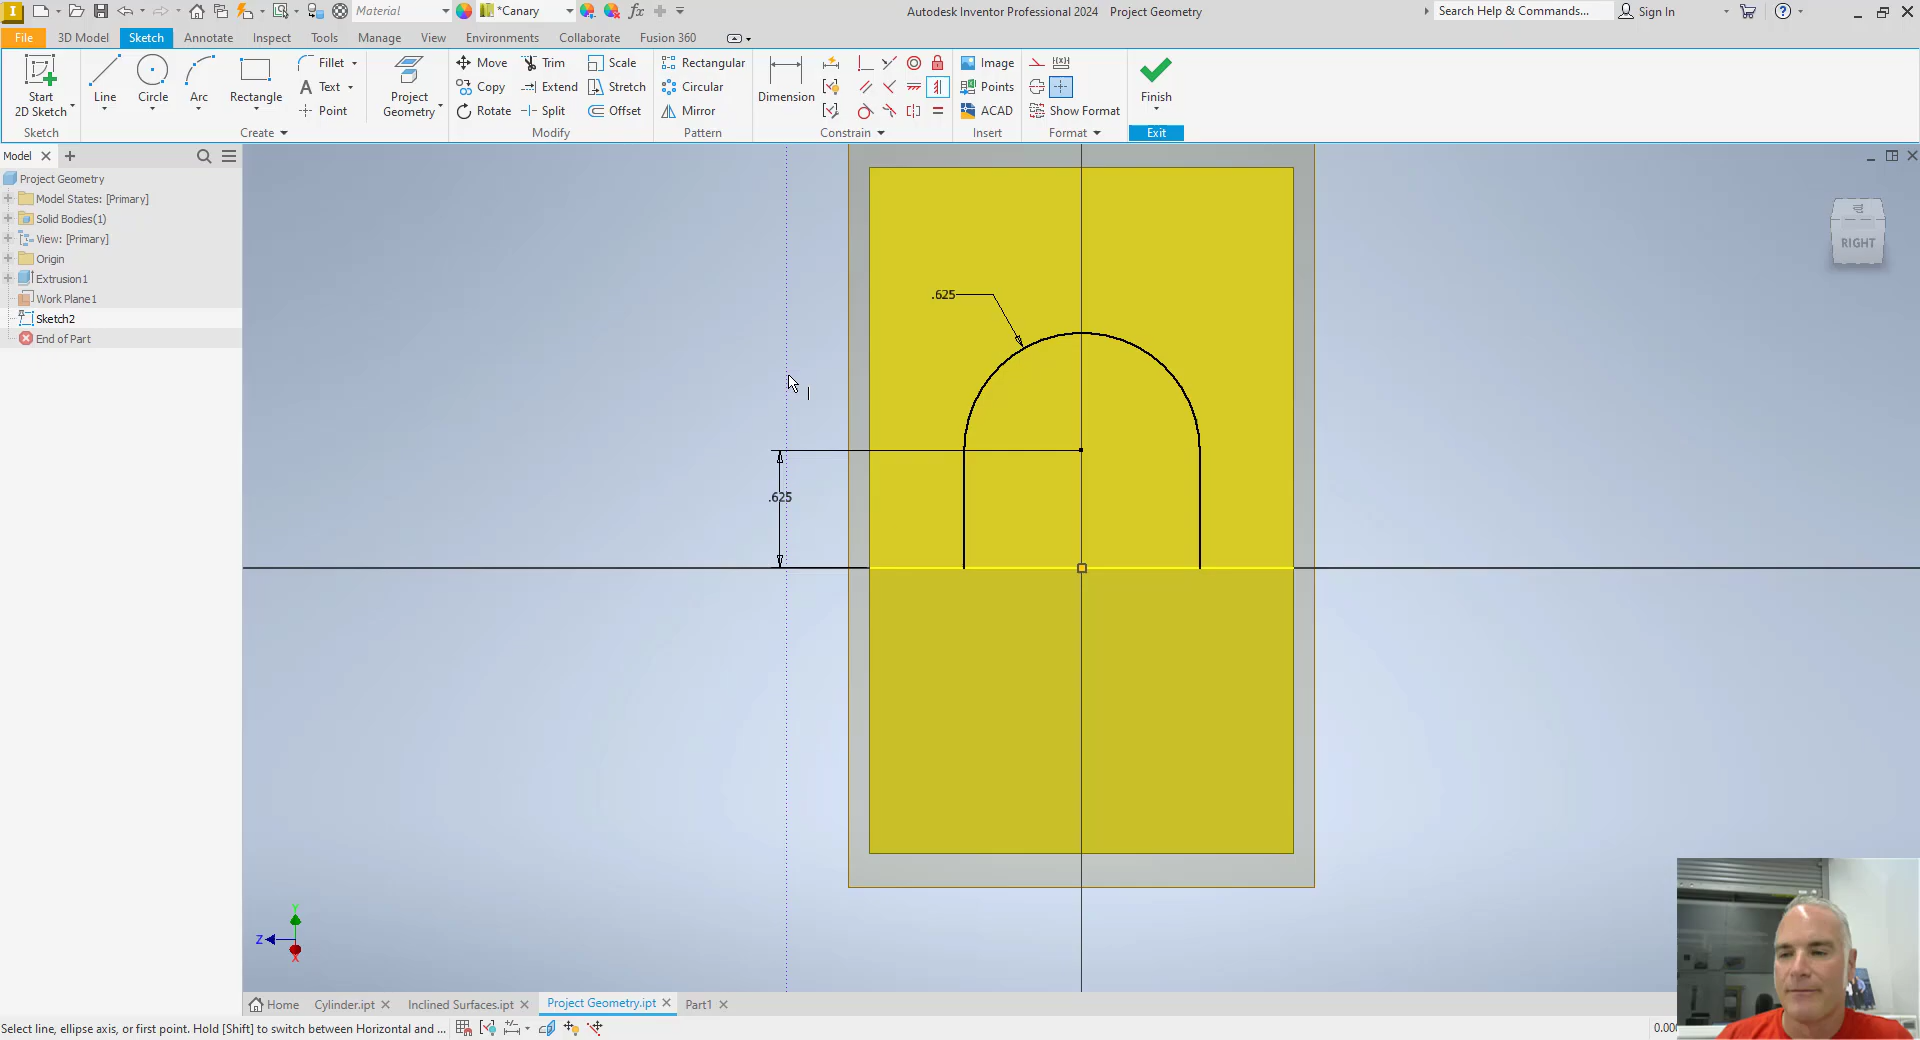 I Material *Canary fx Autodesk Inventor Professional 2024 Project Geometry Search Help & Commands... Sign In
File 3D Model Sketch Annotate Inspect Tools Manage View Environments Collaborate Fusion 360
Start 2D Sketch Line Circle Arc Rectangle Fillet Text Point Project Geometry Move Copy Rotate Trim Extend Split Scale Stretch Offset Rectangular Circular Mirror Dimension Image Points ACAD Show Format Finish
Sketch Create Modify Pattern Constrain Insert Format Exit
Model
Project Geometry
Model States: [Primary]
Solid Bodies(1)
View: [Primary]
Origin
Extrusion1
Work Plane1
Sketch2
End of Part
RIGHT
.625
.625
Y
Z
X
Home Cylinder.ipt Inclined Surfaces.ipt Project Geometry.ipt Part1
Select line, ellipse axis, or first point. Hold [Shift] to switch between Horizontal and ...